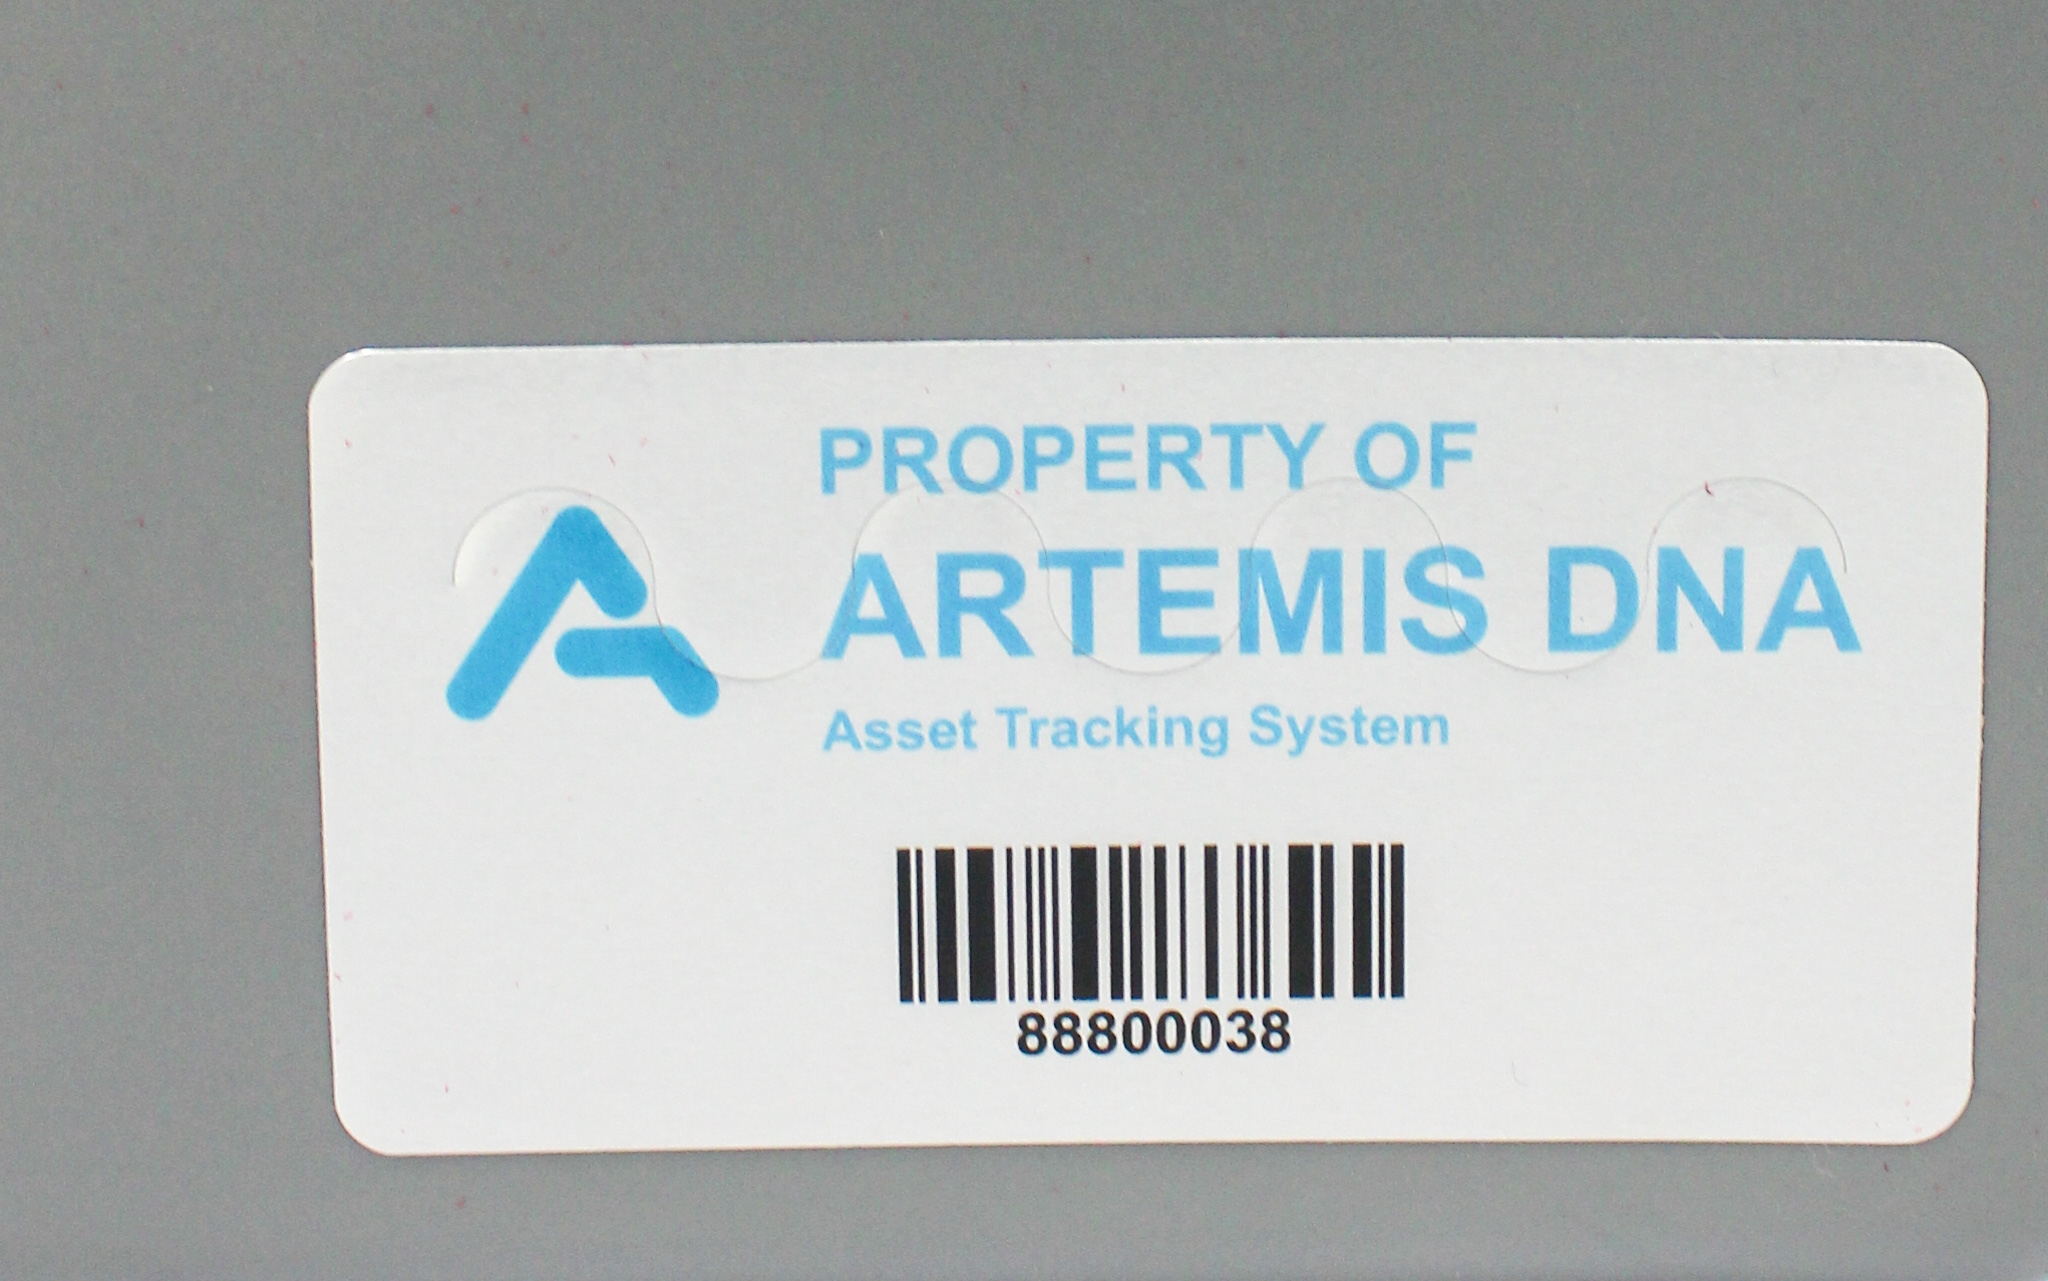 PROPERTY OF
ARTEMIS DNA
Asset Tracking System
88800038